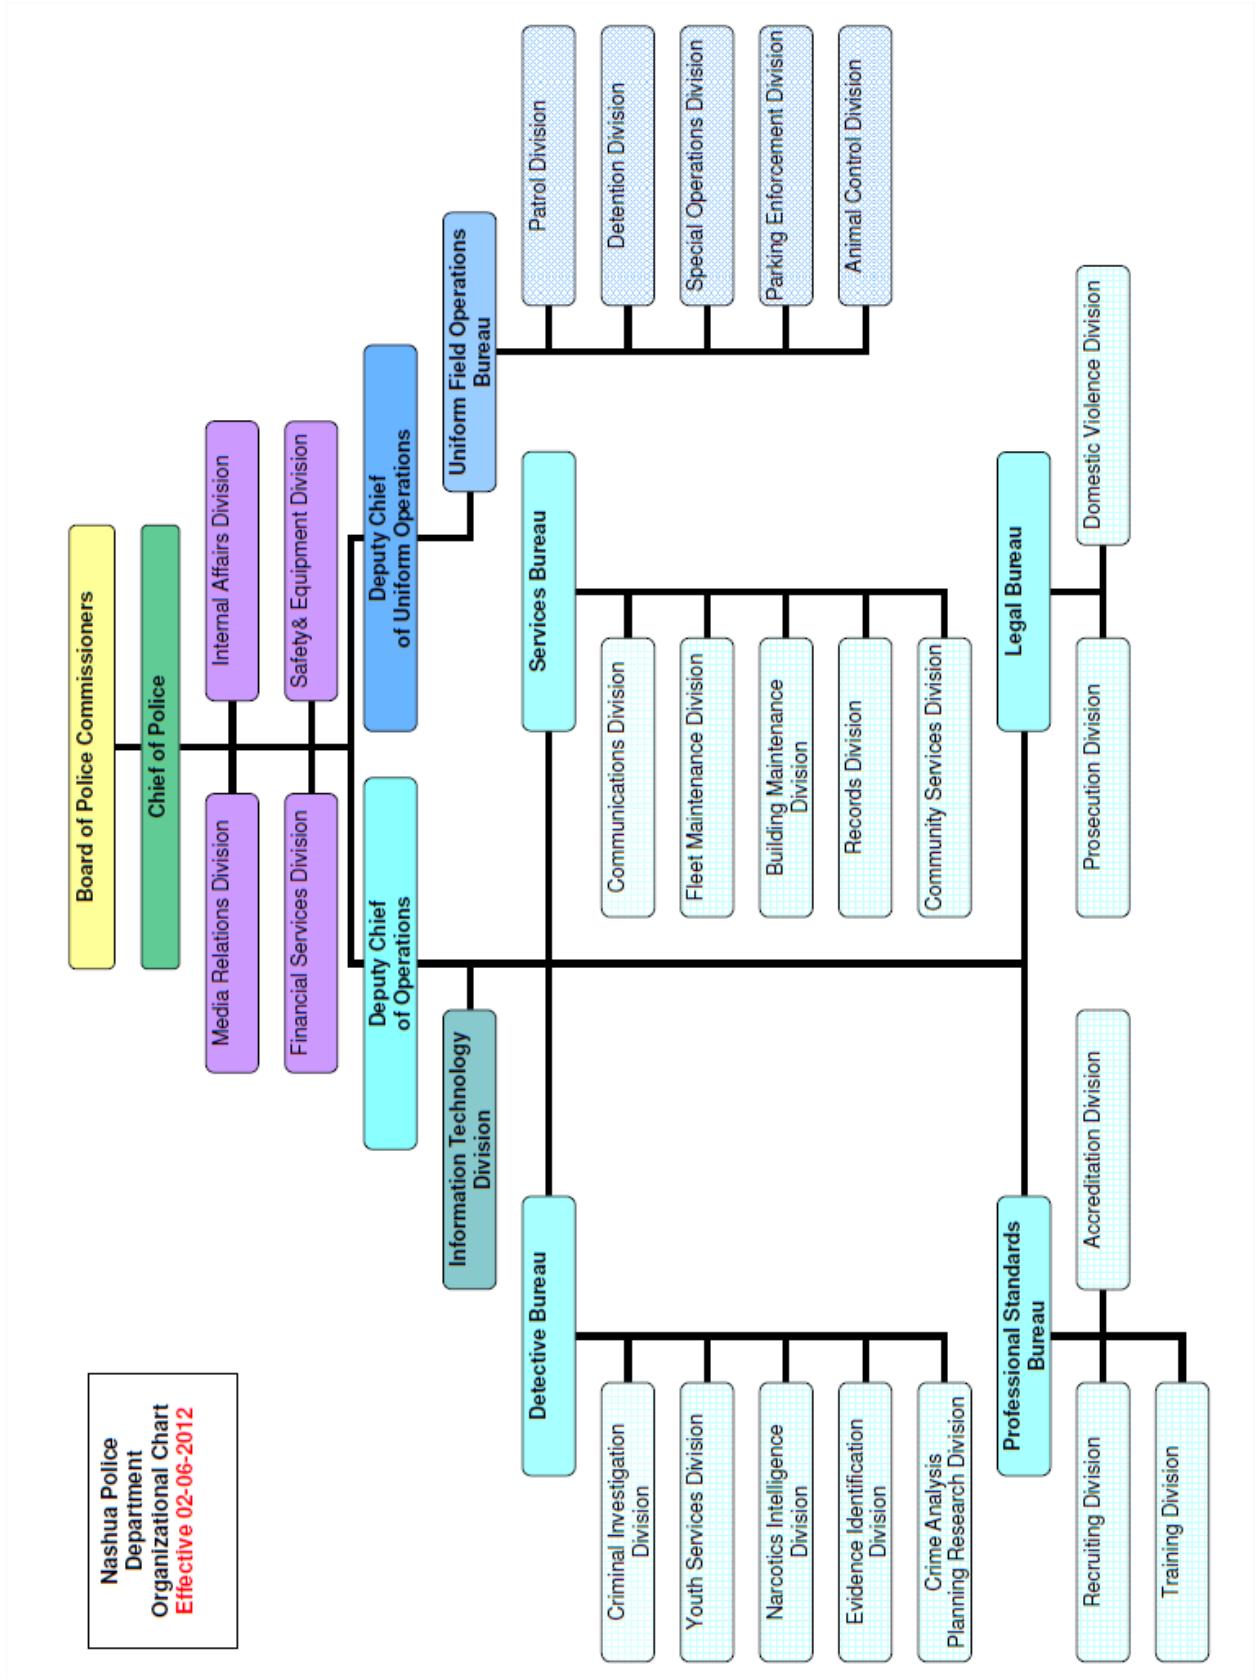 Nashua Police
Department
Organizational Chart
Effective 02-06-2012
Board of Police Commissioners
Chief of Police
Media Relations Division
Internal Affairs Division
Financial Services Division
Safety& Equipment Division
Deputy Chief
of Operations
Deputy Chief
of Uniform Operations
Information Technology
Division
Uniform Field Operations
Bureau
Detective Bureau
Criminal Investigation
Division
Youth Services Division
Narcotics Intelligence
Division
Evidence Identification
Division
Crime Analysis
Planning Research Division
Services Bureau
Communications Division
Fleet Maintenance Division
Building Maintenance
Division
Records Division
Community Services Division
Patrol Division
Detention Division
Special Operations Division
Parking Enforcement Division
Animal Control Division
Professional Standards
Bureau
Recruiting Division
Accreditation Division
Training Division
Legal Bureau
Prosecution Division
Domestic Violence Division